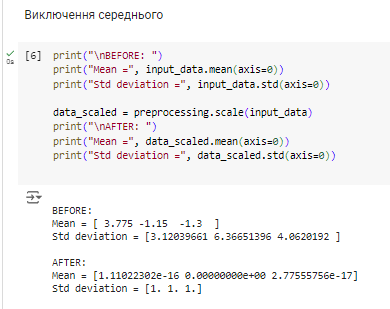 Виключення середнього
[6] print("\nBEFORE: ")
print("Mean =", input_data.mean(axis=0))
print("Std deviation =", input_data.std(axis=0))
data_scaled = preprocessing.scale(input_data)
0s
print("\nAFTER: ")
print("Mean =", data_scaled.mean(axis=0))
print("Std deviation =", data_scaled.std(axis=0))
BEFORE:
Mean = [ 3.775 -1.15  -1.3  ]
Std deviation = [3.12039661 6.36651396 4.0620192 ]
AFTER:
Mean = [1.11022302e-16 0.00000000e+00 2.77555756e-17]
Std deviation = [1. 1. 1.]